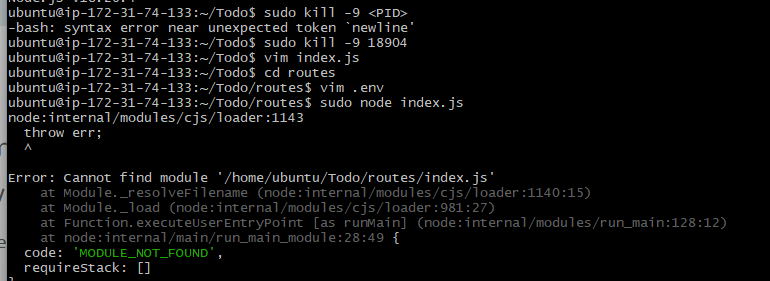 ubuntu@ip-172-31-74-133:~/Todo$ sudo kill -9 <PID>
-bash: syntax error near unexpected token `newline'
ubuntu@ip-172-31-74-133:~/Todo$ sudo kill -9 18904
ubuntu@ip-172-31-74-133:~/Todo$ vim index.js
ubuntu@ip-172-31-74-133:~/Todo$ cd routes
ubuntu@ip-172-31-74-133:~/Todo/routes$ vim .env
ubuntu@ip-172-31-74-133:~/Todo/routes$ sudo node index.js
node:internal/modules/cjs/loader:1143
  throw err;
  ^
Error: Cannot find module '/home/ubuntu/Todo/routes/index.js'
    at Module._resolveFilename (node:internal/modules/cjs/loader:1140:15)
    at Module._load (node:internal/modules/cjs/loader:981:27)
    at Function.executeUserEntryPoint [as runMain] (node:internal/modules/run_main:128:12)
    at node:internal/main/run_main_module:28:49 {
  code: 'MODULE_NOT_FOUND',
  requireStack: []